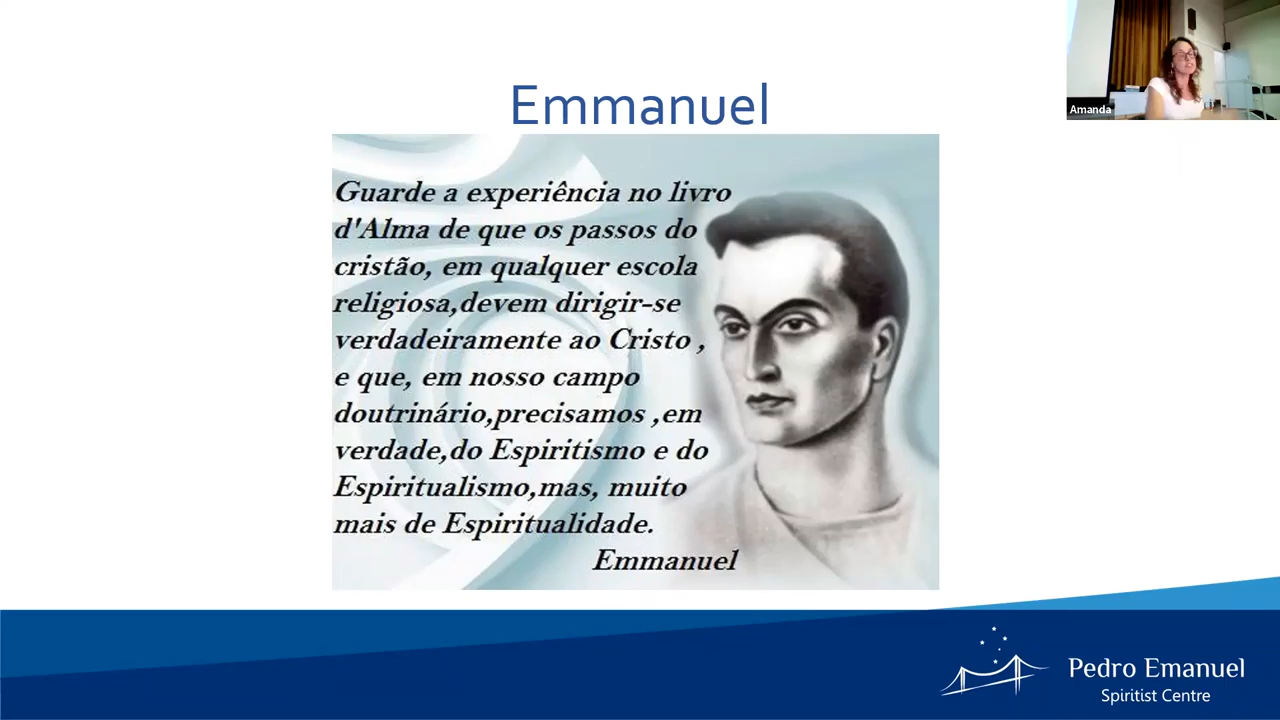 Emmanuel
Guarde a experiência no livro
d'Alma de que os passos do
cristão, em qualquer escola
religiosa,devem dirigir-se
verdadeiramente ao Cristo ,
e que, em nosso campo
doutrinário,precisamos ,em
verdade,do Espiritismo e do
Espiritualismo,mas, muito
mais de Espiritualidade.
Emmanuel
Amanda
Pedro Emanuel
Spiritist Centre